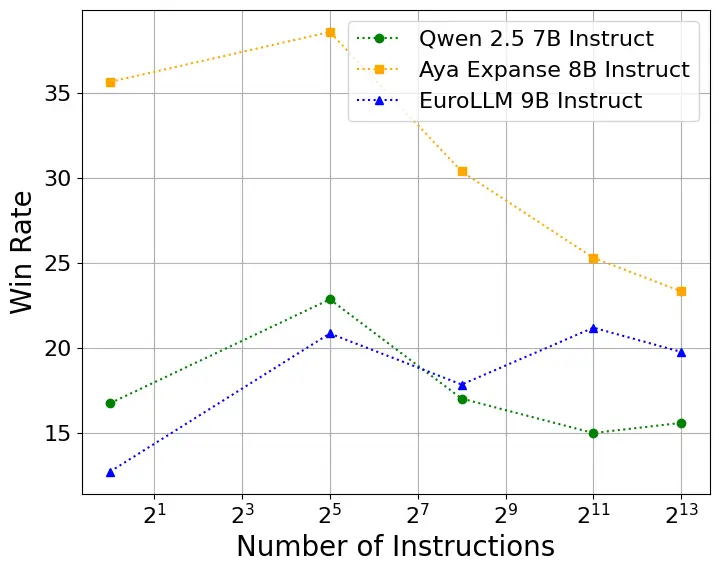 Qwen 2.5 7B Instruct
Aya Expanse 8B Instruct
EuroLLM 9B Instruct
35
30
25
20
15
Win Rate
2^1 2^3 2^5 2^7 2^9 2^11 2^13
Number of Instructions